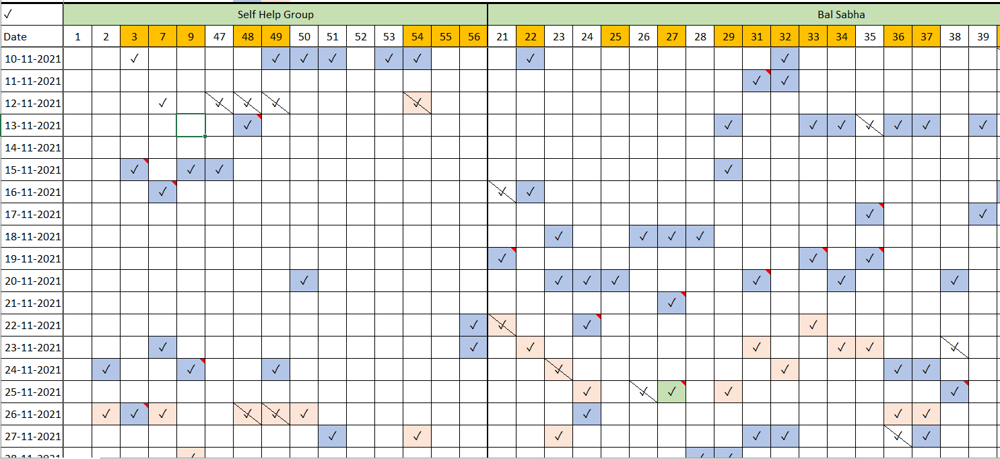 ✓ Self Help Group Bal Sabha
Date 1 2 3 7 9 47 48 49 50 51 52 53 54 55 56 21 22 23 24 25 26 27 28 29 31 32 33 34 35 36 37 38 39
10-11-2021 ✓ ✓ ✓ ✓ ✓ ✓ ✓ ✓
11-11-2021 ✓ ✓
12-11-2021 ✓ ✓ ✓ ✓ ✓
13-11-2021 ✓ ✓ ✓ ✓ ✓ ✓ ✓ ✓
14-11-2021
15-11-2021 ✓ ✓ ✓ ✓
16-11-2021 ✓ ✓ ✓
17-11-2021 ✓ ✓
18-11-2021 ✓ ✓ ✓ ✓
19-11-2021 ✓ ✓ ✓
20-11-2021 ✓ ✓ ✓ ✓ ✓ ✓ ✓
21-11-2021 ✓
22-11-2021 ✓ ✓ ✓ ✓
23-11-2021 ✓ ✓ ✓ ✓ ✓ ✓ ✓
24-11-2021 ✓ ✓ ✓ ✓ ✓ ✓ ✓
25-11-2021 ✓ ✓ ✓ ✓ ✓
26-11-2021 ✓ ✓ ✓ ✓ ✓ ✓ ✓ ✓ ✓
27-11-2021 ✓ ✓ ✓ ✓ ✓ ✓ ✓